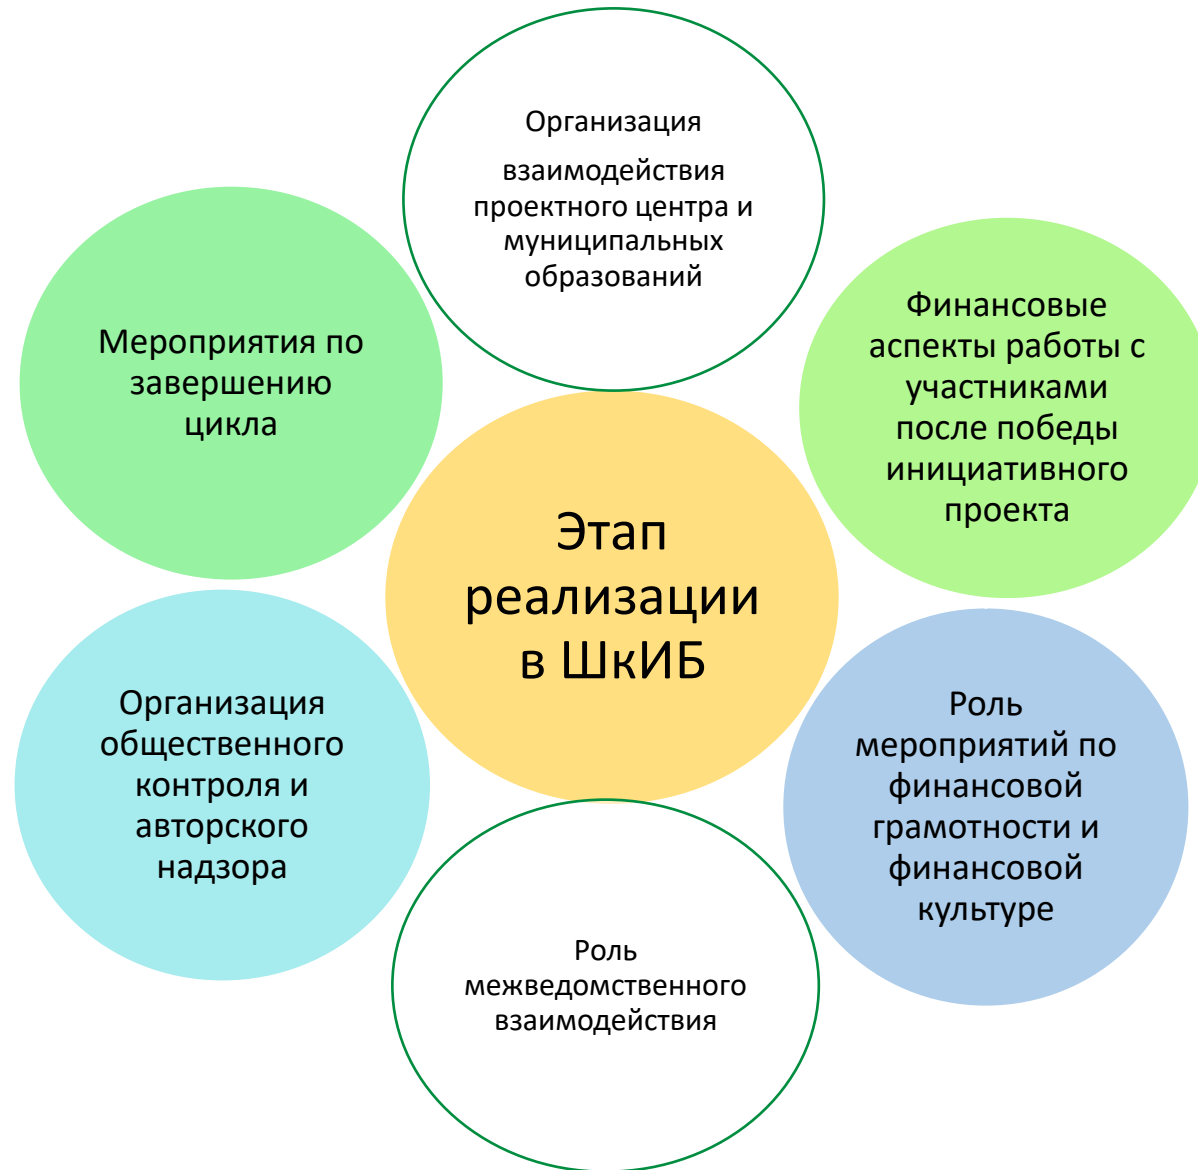 Организация
взаимодействия
проектного центра и
муниципальных
образований
Финансовые
аспекты работы с
участниками
после победы
инициативного
проекта
Роль
мероприятий по
финансовой
грамотности и
финансовой
культуре
Роль
межведомственного
взаимодействия
Организация
общественного
контроля и
авторского
надзора
Мероприятия по
завершению
цикла
Этап
реализации
в ШкИБ